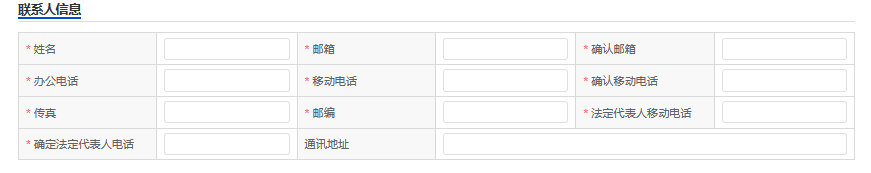 联系人信息
* 姓名 * 邮箱 * 确认邮箱
* 办公电话 * 移动电话 * 确认移动电话
* 传真 * 邮编 * 法定代表人移动电话
* 确定法定代表人电话 通讯地址